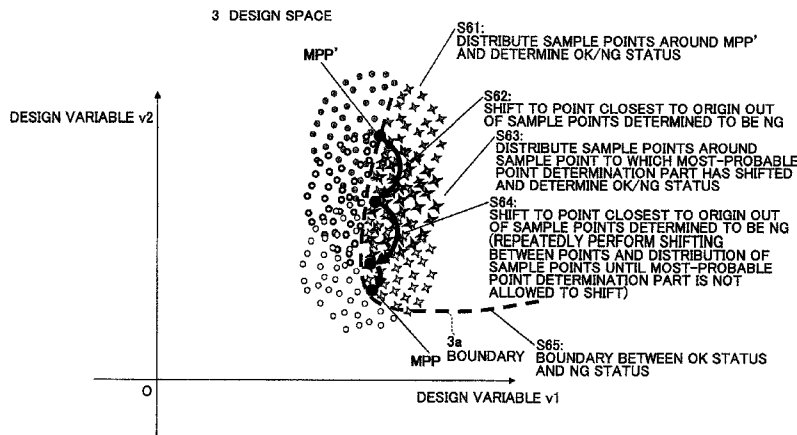 3 DESIGN SPACE
MPP'
DESIGN VARIABLE v2
S61:
DISTRIBUTE SAMPLE POINTS AROUND MPP'
AND DETERMINE OK/NG STATUS
S62:
SHIFT TO POINT CLOSEST TO ORIGIN OUT
OF SAMPLE POINTS DETERMINED TO BE NG
S63:
DISTRIBUTE SAMPLE POINTS AROUND
SAMPLE POINT TO WHICH MOST-PROBABLE
POINT DETERMINATION PART HAS SHIFTED
AND DETERMINE OK/NG STATUS
S64:
SHIFT TO POINT CLOSEST TO ORIGIN OUT
OF SAMPLE POINTS DETERMINED TO BE NG
(REPEATEDLY PERFORM SHIFTING
BETWEEN POINTS AND DISTRIBUTION OF
SAMPLE POINTS UNTIL MOST-PROBABLE
POINT DETERMINATION PART IS NOT
ALLOWED TO SHIFT)
S65:
BOUNDARY BETWEEN OK STATUS
AND NG STATUS
3a
BOUNDARY
MPP
O
DESIGN VARIABLE v1